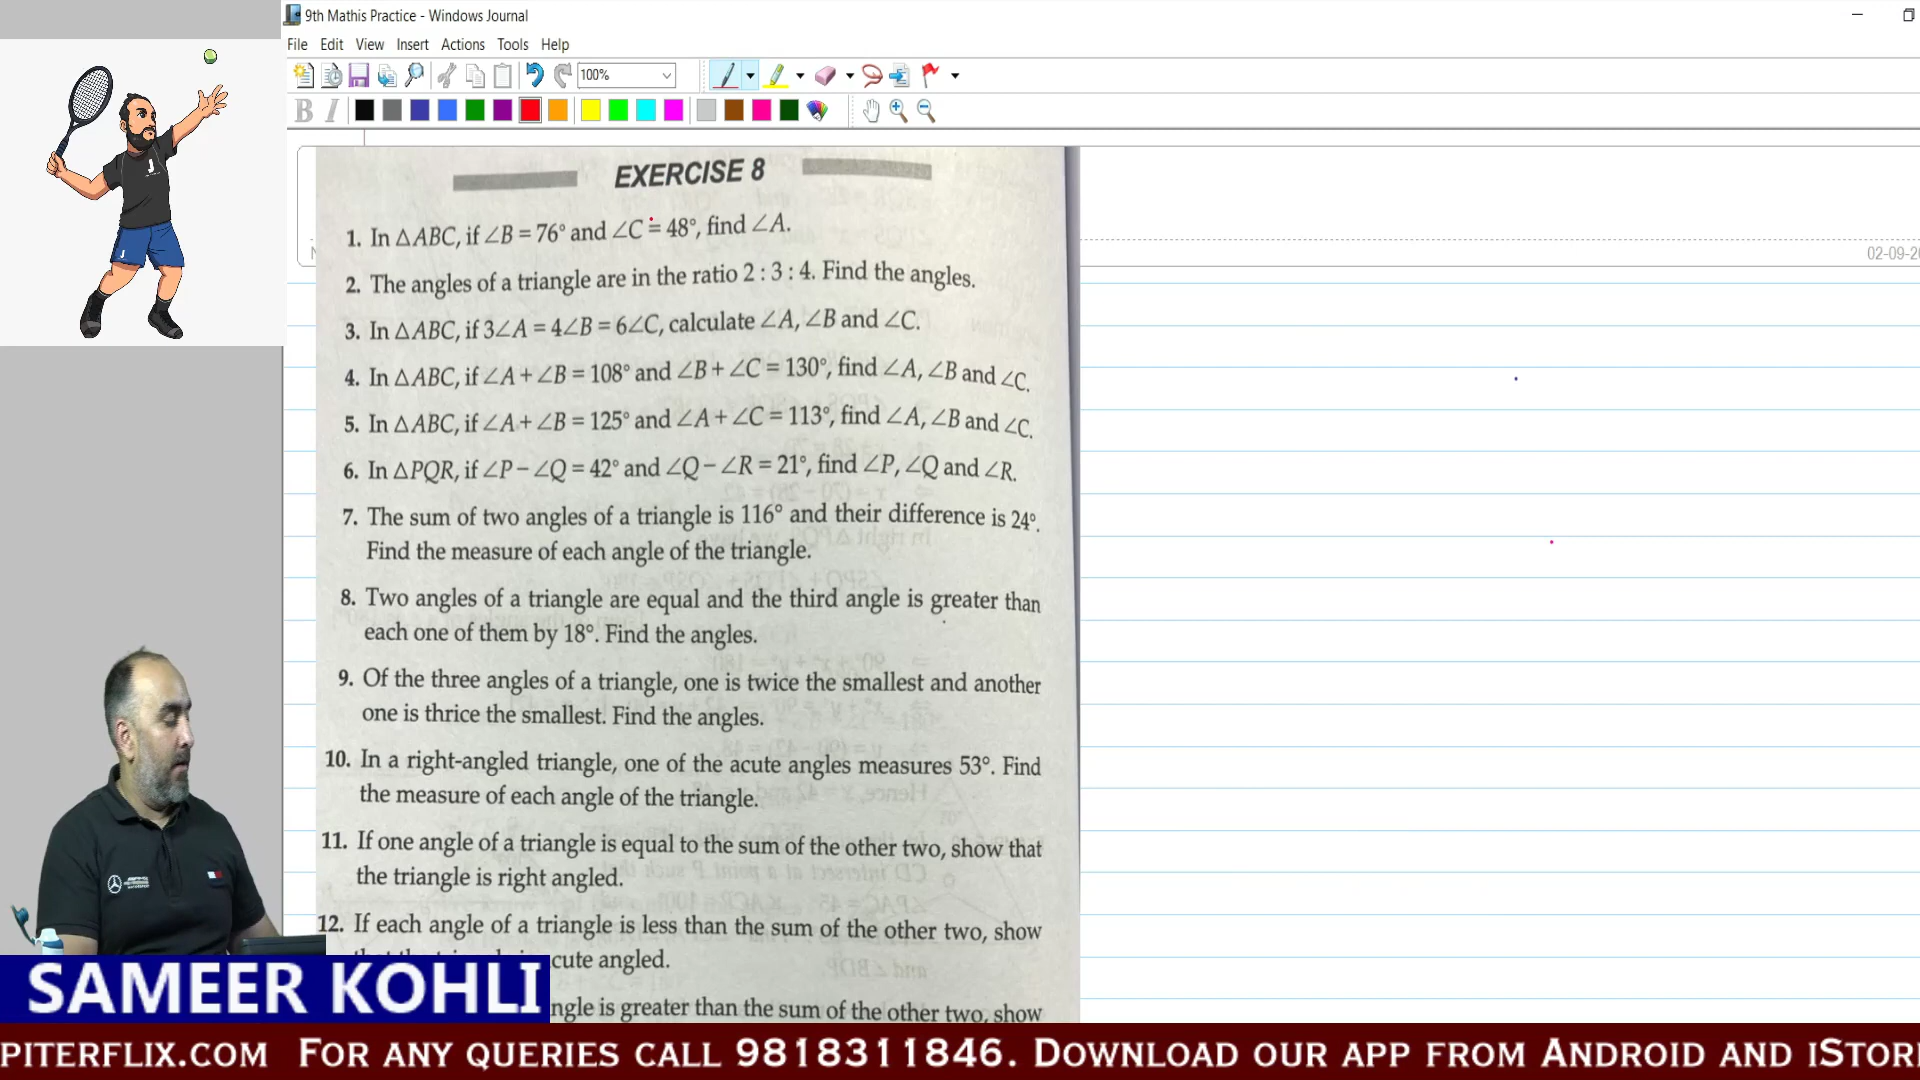 9th Mathis Practice - Windows Journal
File Edit View Insert Actions Tools Help
100%
B I
EXERCISE 8
1. In △ABC, if ∠B = 76° and ∠C = 48°, find ∠A.
02-09-20
2. The angles of a triangle are in the ratio 2 : 3 : 4. Find the angles.
3. In △ABC, if 3∠A = 4∠B = 6∠C, calculate ∠A, ∠B and ∠C.
4. In △ABC, if ∠A + ∠B = 108° and ∠B + ∠C = 130°, find ∠A, ∠B and ∠C.
5. In △ABC, if ∠A + ∠B = 125° and ∠A + ∠C = 113°, find ∠A, ∠B and ∠C.
6. In △PQR, if ∠P − ∠Q = 42° and ∠Q − ∠R = 21°, find ∠P, ∠Q and ∠R.
7. The sum of two angles of a triangle is 116° and their difference is 24°.
Find the measure of each angle of the triangle.
8. Two angles of a triangle are equal and the third angle is greater than
each one of them by 18°. Find the angles.
9. Of the three angles of a triangle, one is twice the smallest and another
one is thrice the smallest. Find the angles.
10. In a right-angled triangle, one of the acute angles measures 53°. Find
the measure of each angle of the triangle.
11. If one angle of a triangle is equal to the sum of the other two, show that
the triangle is right angled.
12. If each angle of a triangle is less than the sum of the other two, show
cute angled.
ngle is greater than the sum of the other two, show
SAMEER KOHLI
PITERFLIX.COM FOR ANY QUERIES CALL 9818311846. DOWNLOAD OUR APP FROM ANDROID AND ISTOR